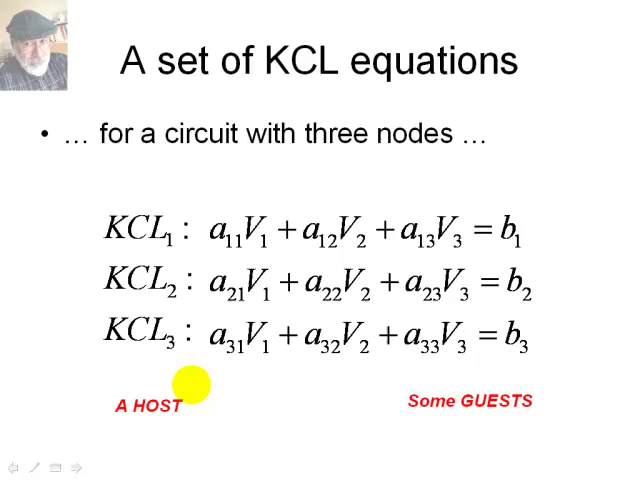 A set of KCL equations
• … for a circuit with three nodes …
KCL₁ : a₁₁V₁ + a₁₂V₂ + a₁₃V₃ = b₁
KCL₂ : a₂₁V₁ + a₂₂V₂ + a₂₃V₃ = b₂
KCL₃ : a₃₁V₁ + a₃₂V₂ + a₃₃V₃ = b₃
A HOST
Some GUESTS